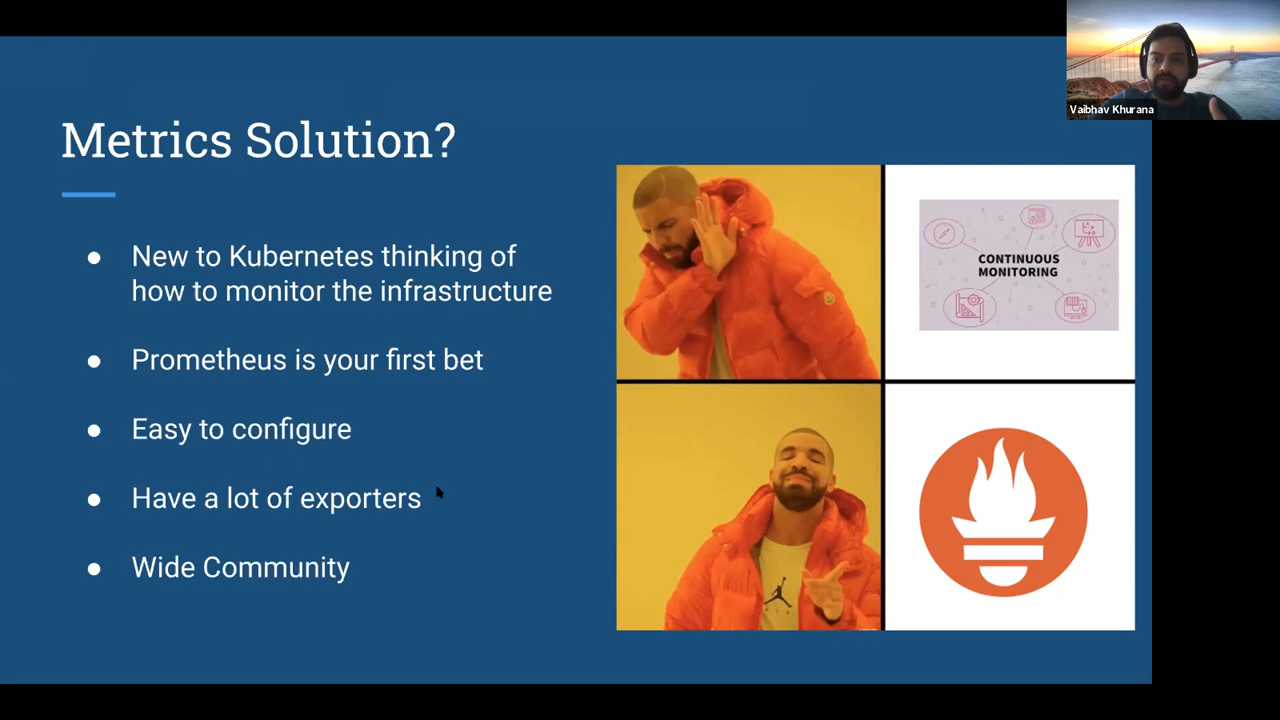 Vaibhav Khurana
Metrics Solution?
New to Kubernetes thinking of
how to monitor the infrastructure
Prometheus is your first bet
Easy to configure
Have a lot of exporters
Wide Community
CONTINUOUS
MONITORING